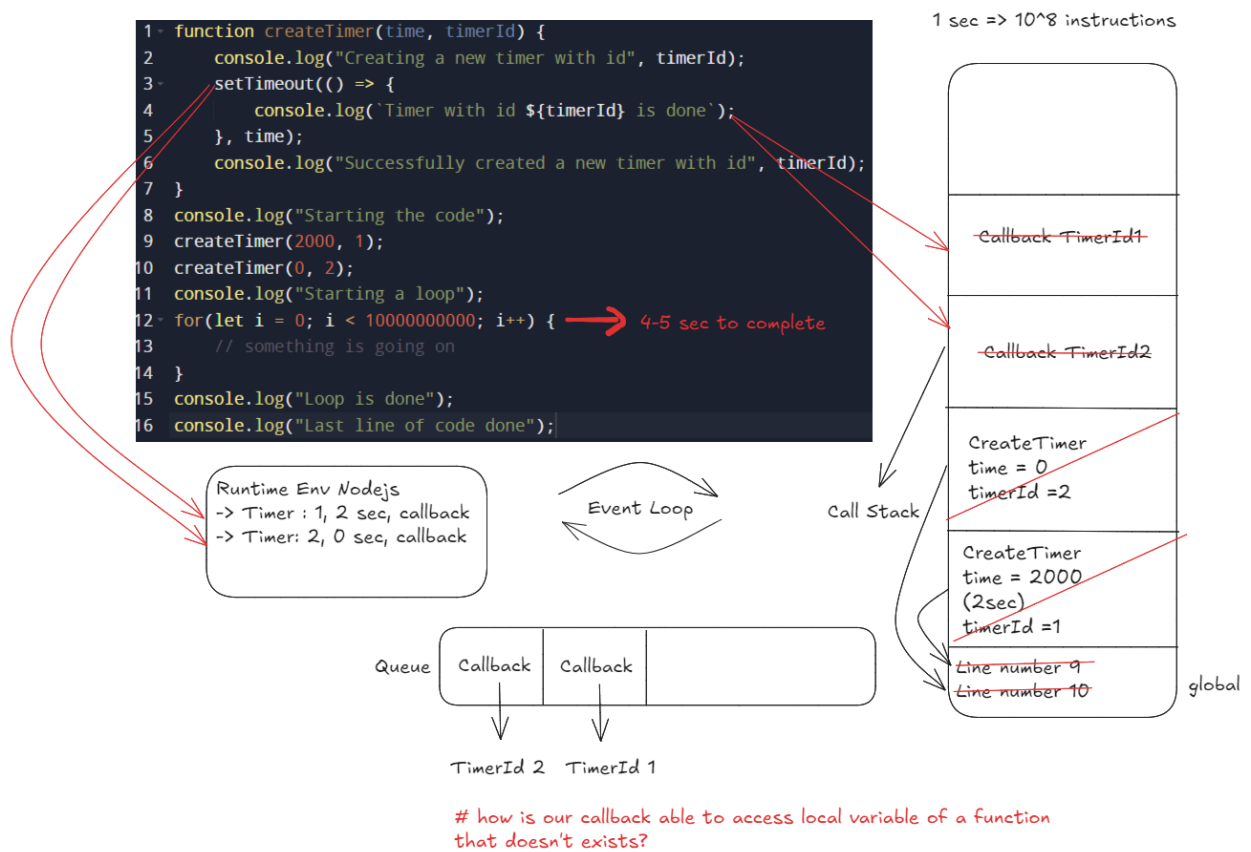 1 sec => 10^8 instructions
1 function createTimer(time, timerId) {
2     console.log("Creating a new timer with id", timerId);
3     setTimeout(() => {
4         console.log(`Timer with id ${timerId} is done`);
5     }, time);
6     console.log("Successfully created a new timer with id", timerId);
7 }
8 console.log("Starting the code");
9 createTimer(2000, 1);
10 createTimer(0, 2);
11 console.log("Starting a loop");
12 for(let i = 0; i < 10000000000; i++) {
13     // something is going on
14 }
15 console.log("Loop is done");
16 console.log("Last line of code done");
4-5 sec to complete
Callback TimerId1
Callback TimerId2
CreateTimer
time = 0
timerId =2
CreateTimer
time = 2000
(2sec)
timerId =1
Line number 9
Line number 10
global
Call Stack
Runtime Env Nodejs
-> Timer : 1, 2 sec, callback
-> Timer: 2, 0 sec, callback
Event Loop
Queue
Callback
Callback
TimerId 2
TimerId 1
# how is our callback able to access local variable of a function
that doesn't exists?